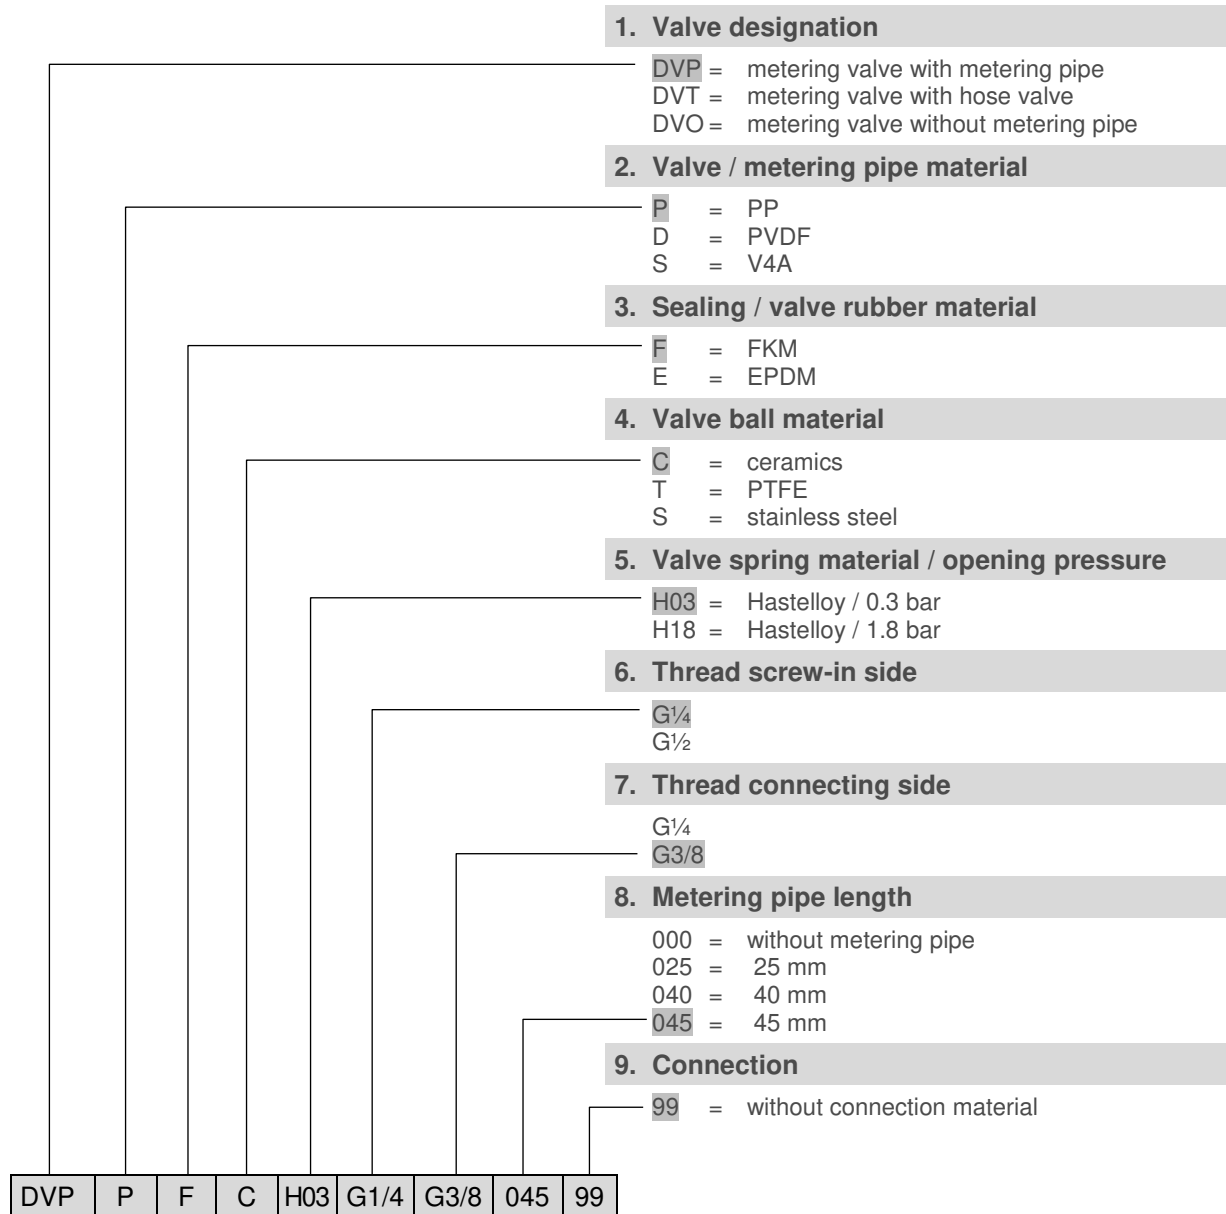 1. Valve designation
DVP = metering valve with metering pipe
DVT = metering valve with hose valve
DVO = metering valve without metering pipe
2. Valve / metering pipe material
P = PP
D = PVDF
S = V4A
3. Sealing / valve rubber material
F = FKM
E = EPDM
4. Valve ball material
C = ceramics
T = PTFE
S = stainless steel
5. Valve spring material / opening pressure
H03 = Hastelloy / 0.3 bar
H18 = Hastelloy / 1.8 bar
6. Thread screw-in side
G¼
G½
7. Thread connecting side
G¼
G3/8
8. Metering pipe length
000 = without metering pipe
025 = 25 mm
040 = 40 mm
045 = 45 mm
9. Connection
99 = without connection material
DVP P F C H03 G1/4 G3/8 045 99